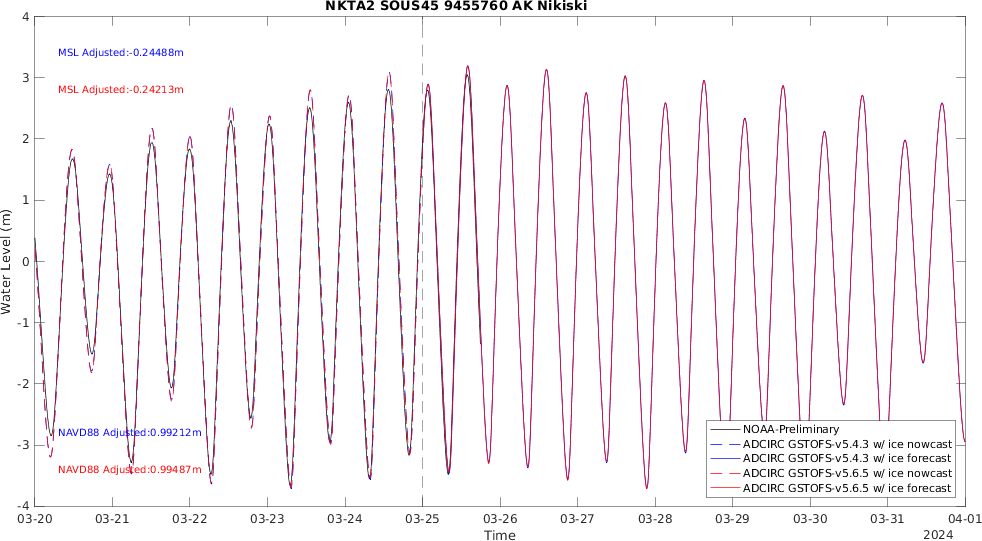 NKTA2 SOUS45 9455760 AK Nikiski
4
3
2
1
0
-1
-2
-3
-4
Water Level (m)
MSL Adjusted:-0.24488m
MSL Adjusted:-0.24213m
NAVD88 Adjusted:0.99212m
NAVD88 Adjusted:0.99487m
NOAA-Preliminary
ADCIRC GSTOFS-v5.4.3 w/ ice nowcast
ADCIRC GSTOFS-v5.4.3 w/ ice forecast
ADCIRC GSTOFS-v5.6.5 w/ ice nowcast
ADCIRC GSTOFS-v5.6.5 w/ ice forecast
03-20 03-21 03-22 03-23 03-24 03-25 03-26 03-27 03-28 03-29 03-30 03-31 04-01
Time
2024